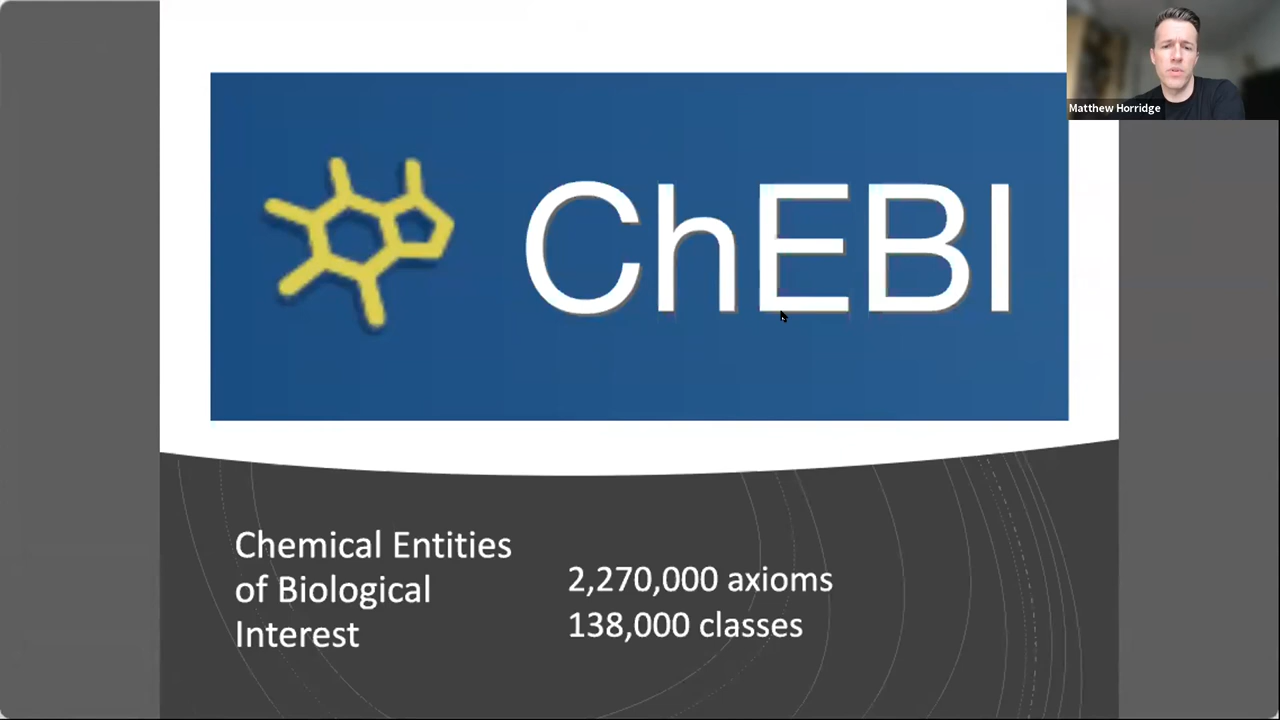 Matthew Horridge
ChEBI
Chemical Entities
of Biological
Interest
2,270,000 axioms
138,000 classes